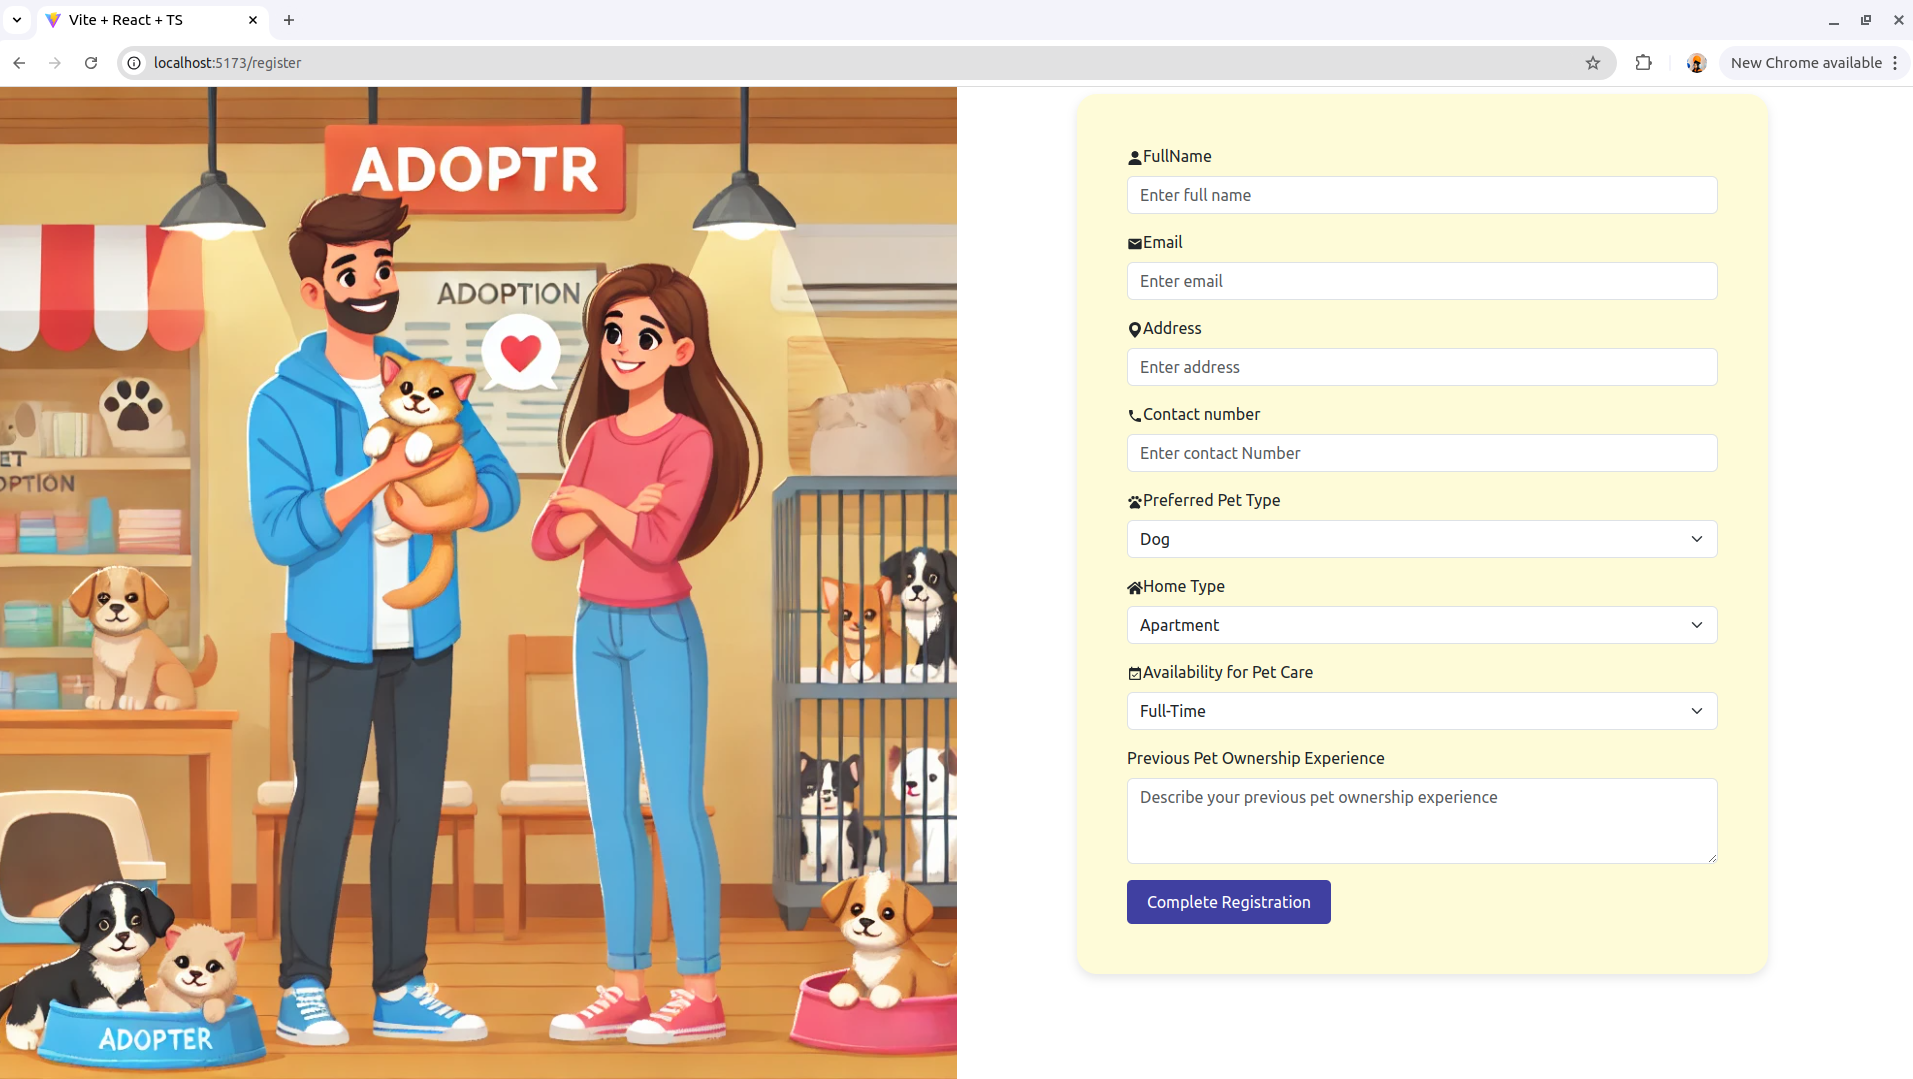 Vite + React + TS
localhost:5173/register
New Chrome available
ADOPTR
ADOPTION
ET
OPTION
ADOPTER
FullName
Enter full name
Email
Enter email
Address
Enter address
Contact number
Enter contact Number
Preferred Pet Type
Dog
Home Type
Apartment
Availability for Pet Care
Full-Time
Previous Pet Ownership Experience
Describe your previous pet ownership experience
Complete Registration